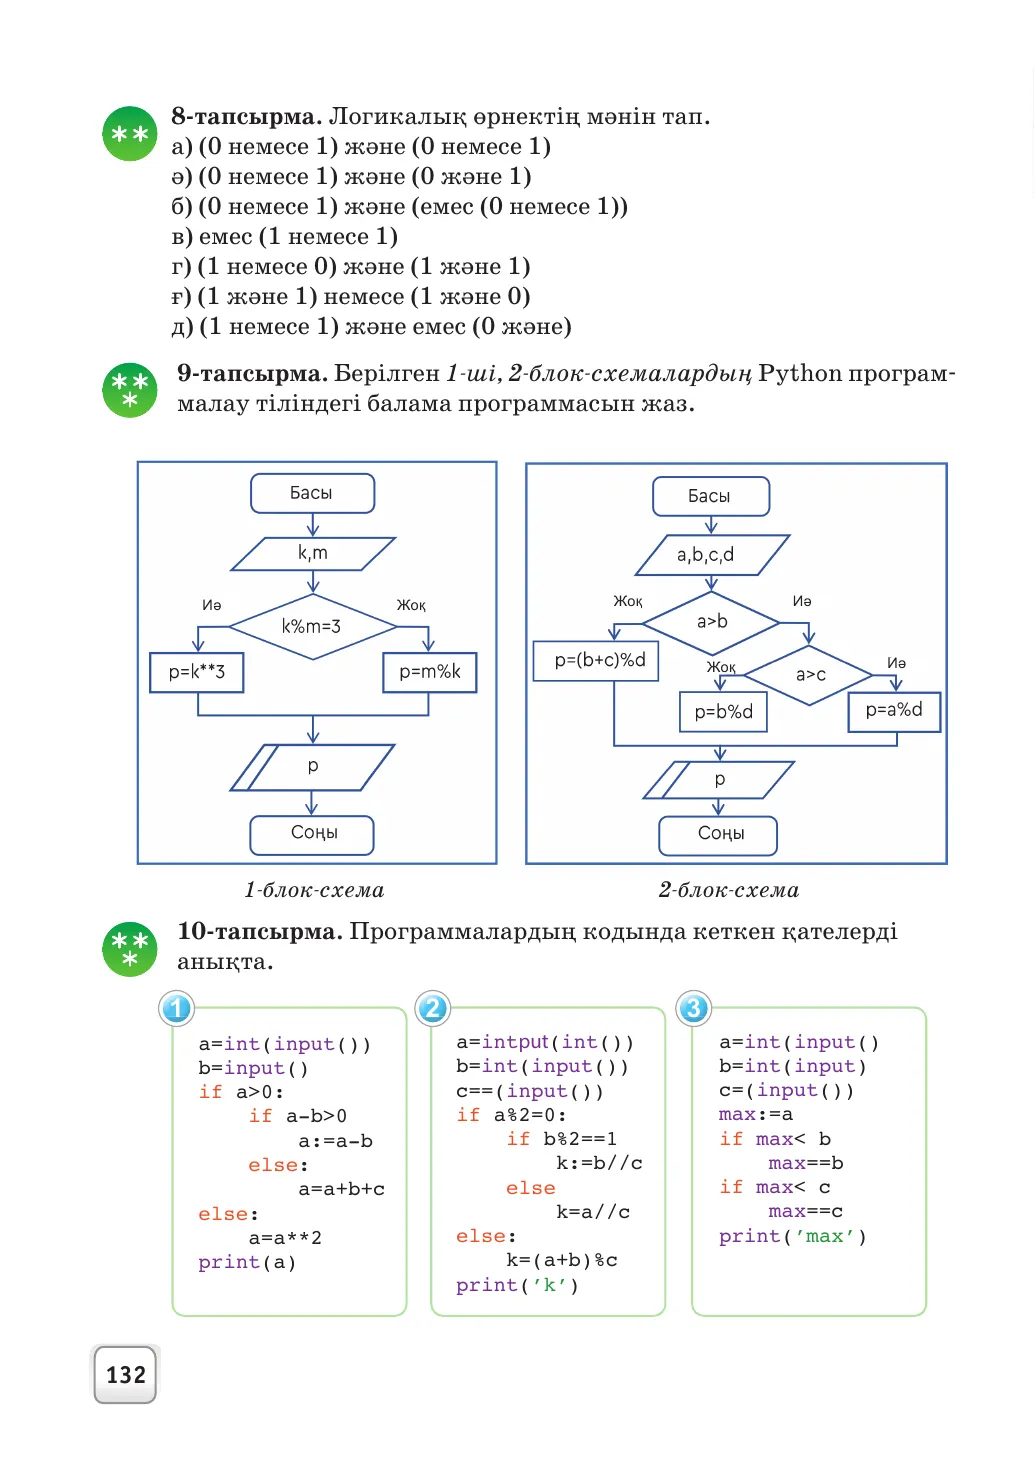 8-тапсырма. Логикалық өрнектің мәнін тап.
а) (0 немесе 1) және (0 немесе 1)
ә) (0 немесе 1) және (0 және 1)
б) (0 немесе 1) және (емес (0 немесе 1))
в) емес (1 немесе 1)
г) (1 немесе 0) және (1 және 1)
ғ) (1 және 1) немесе (1 және 0)
д) (1 немесе 1) және емес (0 және)
9-тапсырма. Берілген 1-ші, 2-блок-схемалардың Python програм-
малау тіліндегі балама программасын жаз.
Басы
k,m
Иә
Жоқ
k%m=3
p=k**3
p=m%k
p
Соңы
1-блок-схема
Басы
a,b,c,d
Жоқ
Иә
a>b
p=(b+c)%d
Жоқ
Иә
a>c
p=b%d
p=a%d
p
Соңы
2-блок-схема
10-тапсырма. Программалардың кодында кеткен қателерді
анықта.
1
a=int(input())
b=input()
if a>0:
    if a-b>0
        a:=a-b
    else:
        a=a+b+c
else:
    a=a**2
print(a)
2
a=intput(int())
b=int(input())
c==(input())
if a%2=0:
    if b%2==1
        k:=b//c
    else
        k=a//c
else:
    k=(a+b)%c
print(’k’)
3
a=int(input()
b=int(input)
c=(input())
max:=a
if max< b
    max==b
if max< c
    max==c
print(’max’)
132